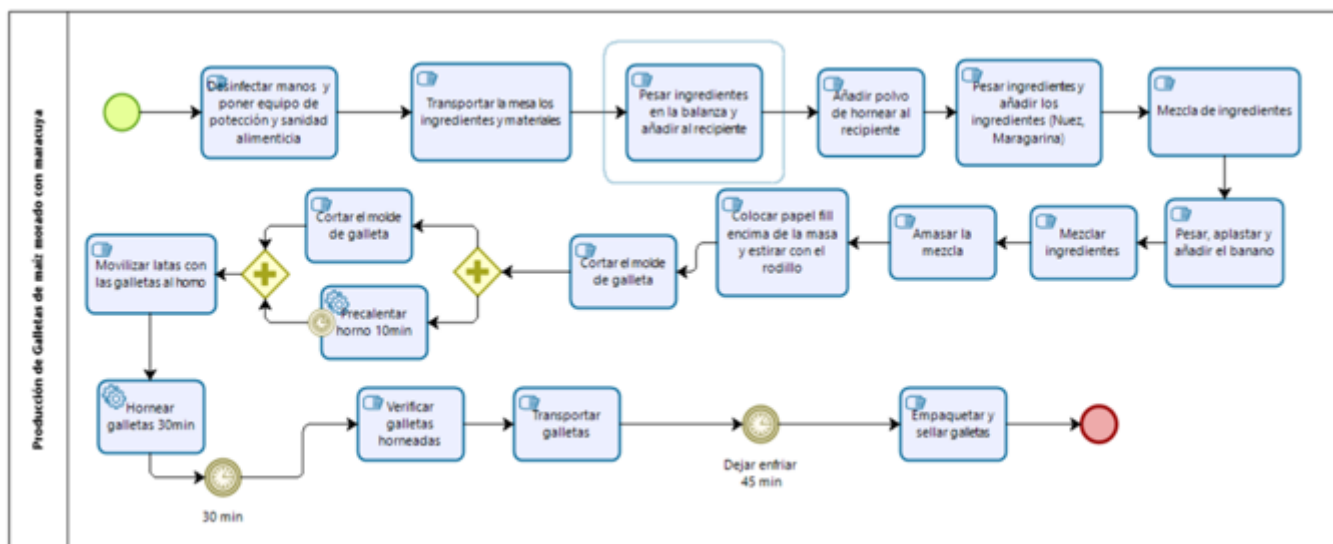 Producción de Galletas de maíz morado con maracuya
Desinfectar manos y
poner equipo de
potección y sanidad
alimenticia
Transportar la mesa los
ingredientes y materiales
Pesar ingredientes
en la balanza y
añadir al recipiente
Añadir polvo
de hornear al
recipiente
Pesar ingredientes y
añadir los
ingredientes (Nuez,
Maragarina)
Mezcla de ingredientes
Pesar, aplastar y
añadir el banano
Mezclar
ingredientes
Amasar la
mezcla
Colocar papel fill
encima de la masa
y estirar con el
rodillo
Cortar el molde
de galleta
Cortar el molde
de galleta
Precalentar
horno 10min
Movilizar latas con
las galletas al horno
Hornear
galletas 30min
30 min
Verificar
galletas
horneadas
Transportar
galletas
Dejar enfriar
45 min
Empaquetar y
sellar galletas